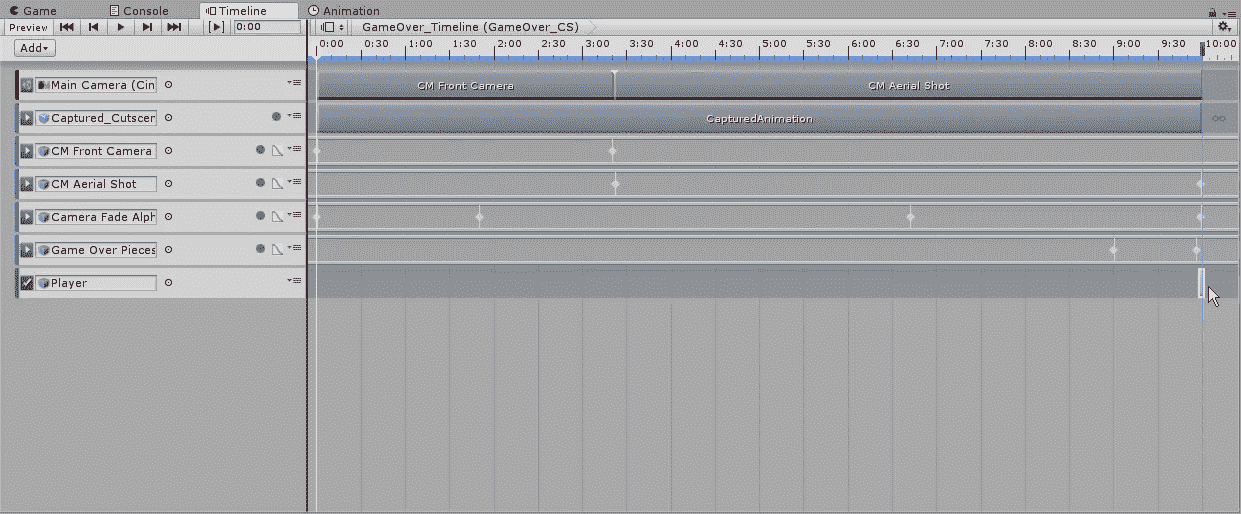 Game Console Timeline Animation
Preview 0:00 GameOver_Timeline (GameOver_CS)
Add 0:00 0:30 1:00 1:30 2:00 2:30 3:00 3:30 4:00 4:30 5:00 5:30 6:00 6:30 7:00 7:30 8:00 8:30 9:00 9:30 10:00
Main Camera (Cin CM Front Camera CM Aerial Shot
Captured_Cutscer CapturedAnimation
CM Front Camera
CM Aerial Shot
Camera Fade Alph
Game Over Pieces
Player